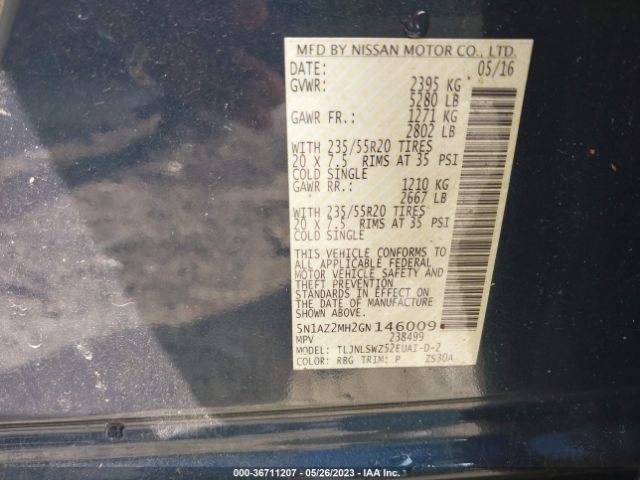 MFD BY NISSAN MOTOR CO., LTD.
DATE: 05/16
GVWR: 2395 KG
5280 LB
GAWR FR.: 1271 KG
2802 LB
WITH 235/55R20 TIRES
20 X 7.5 RIMS AT 35 PSI
COLD SINGLE
GAWR RR.: 1210 KG
2667 LB
WITH 235/55R20 TIRES
20 X 7.5 RIMS AT 35 PSI
COLD SINGLE
THIS VEHICLE CONFORMS TO
ALL APPLICABLE FEDERAL
MOTOR VEHICLE SAFETY AND
THEFT PREVENTION
STANDARDS IN EFFECT ON
THE DATE OF MANUFACTURE
SHOWN ABOVE.
5N1AZ2MH2GN146009
MPV 238499
MODEL: TLJNLSWZ52EUAI-D-2
COLOR: RBG TRIM: P ZS30A
000-36711207 - 05/26/2023 - IAA Inc.